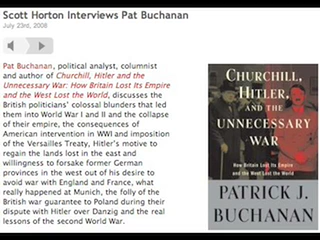 Scott Horton Interviews Pat Buchanan
July 23rd, 2008
Pat Buchanan, political analyst, columnist
and author of Churchill, Hitler and the
Unnecessary War: How Britain Lost Its Empire
and the West Lost the World, discusses the
British politicians' colossal blunders that led
them into World War I and II and the collapse
of their empire, the consequences of
American intervention in WWI and imposition
of the Versailles Treaty, Hitler's motive to
regain the lands lost in the east and
willingness to forsake former German
provinces in the west out of his desire to
avoid war with England and France, what
really happened at Munich, the folly of the
British war guarantee to Poland during their
dispute with Hitler over Danzig and the real
lessons of the second World War.
CHURCHILL,
HITLER,
AND THE
UNNECESSARY
WAR
How Britain Lost Its Empire
and the West Lost the World
PATRICK J.
BUCHANAN